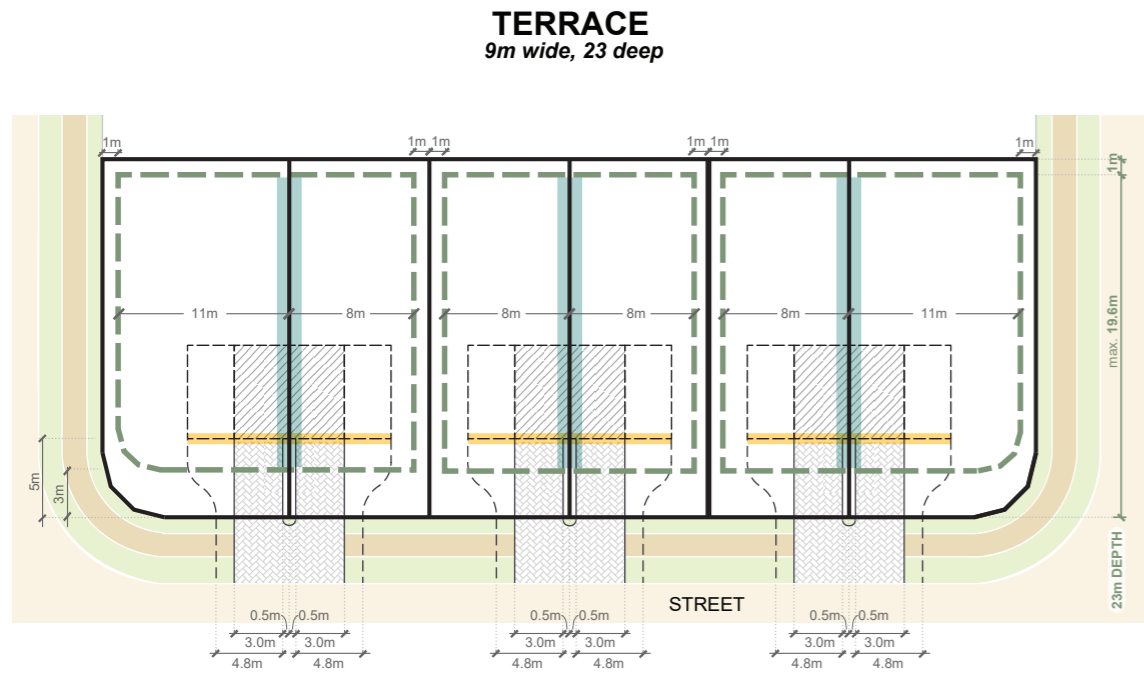 TERRACE
9m wide, 23 deep
1m
1m 1m
1m 1m
1m
1m
11m
8m
8m
8m
8m
11m
max. 19.6m
5m
3m
23m DEPTH
STREET
0.5m 0.5m
0.5m 0.5m
0.5m 0.5m
3.0m 3.0m
3.0m 3.0m
3.0m 3.0m
4.8m 4.8m
4.8m 4.8m
4.8m 4.8m